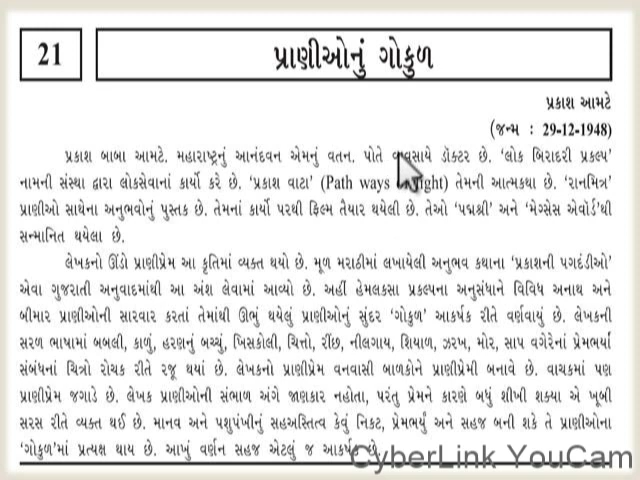 21
પ્રાણીઓનું ગોકુળ
પ્રકાશ આમટે
(જન્મ : 29-12-1948)
પ્રકાશ બાબા આમટે. મહારાષ્ટ્રનું આનંદવન એમનું વતન. પોતે વ્યવસાયે ડૉક્ટર છે. ‘લોક બિરાદરી પ્રકલ્પ’
નામની સંસ્થા દ્વારા લોકસેવાનાં કાર્યો કરે છે. ‘પ્રકાશ વાટા’ (Path ways light) તેમની આત્મકથા છે. ‘રાનમિત્ર’
પ્રાણીઓ સાથેના અનુભવોનું પુસ્તક છે. તેમનાં કાર્યો પરથી ફિલ્મ તૈયાર થયેલી છે. તેઓ ‘પદ્મશ્રી’ અને ‘મેગ્સેસ એવૉર્ડ’થી
સન્માનિત થયેલા છે.
લેખકનો ઊંડો પ્રાણીપ્રેમ આ કૃતિમાં વ્યક્ત થયો છે. મૂળ મરાઠીમાં લખાયેલી અનુભવ કથાના ‘પ્રકાશની પગદંડીઓ’
એવા ગુજરાતી અનુવાદમાંથી આ અંશ લેવામાં આવ્યો છે. અહીં હેમલકસા પ્રકલ્પના અનુસંધાને વિવિધ અનાથ અને
બીમાર પ્રાણીઓની સારવાર કરતાં તેમાંથી ઊભું થયેલું પ્રાણીઓનું સુંદર ‘ગોકુળ’ આકર્ષક રીતે વર્ણવાયું છે. લેખકની
સરળ ભાષામાં બબલી, કાળું, હરણનું બચ્ચું, ખિસકોલી, ચિત્તો, રીંછ, નીલગાય, શિયાળ, ઝરખ, મોર, સાપ વગેરેનાં પ્રેમભર્યા
સંબંધનાં ચિત્રો રોચક રીતે રજૂ થયાં છે. લેખકનો પ્રાણીપ્રેમ વનવાસી બાળકોને પ્રાણીપ્રેમી બનાવે છે. વાચકમાં પણ
પ્રાણીપ્રેમ જગાડે છે. લેખક પ્રાણીઓની સંભાળ અંગે જાણકાર નહોતા, પરંતુ પ્રેમને કારણે બધું શીખી શક્યા એ ખૂબી
સરસ રીતે વ્યક્ત થઈ છે. માનવ અને પશુપંખીનું સહઅસ્તિત્વ કેવું નિકટ, પ્રેમભર્યું અને સહજ બની શકે તે પ્રાણીઓના
‘ગોકુળ’માં પ્રત્યક્ષ થાય છે. આખું વર્ણન સહજ એટલું જ આકર્ષક છે.
CyberLink YouCam